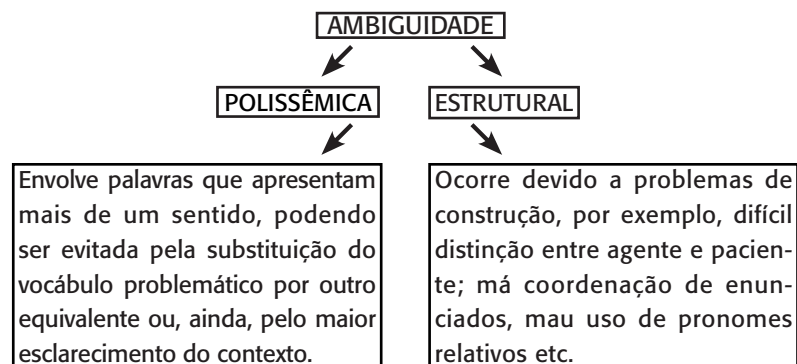 AMBIGUIDADE
POLISSÊMICA
ESTRUTURAL
Envolve palavras que apresentam
mais de um sentido, podendo
ser evitada pela substituição do
vocábulo problemático por outro
equivalente ou, ainda, pelo maior
esclarecimento do contexto.
Ocorre devido a problemas de
construção, por exemplo, difícil
distinção entre agente e pacien-
te; má coordenação de enun-
ciados, mau uso de pronomes
relativos etc.